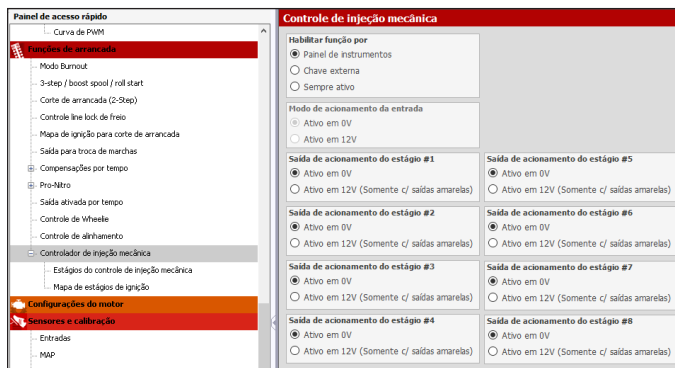 Painel de acesso rápido
Curva de PWM
Funções de arrancada
Modo Burnout
3-step / boost spool / roll start
Corte de arrancada (2-Step)
Controle line lock de freio
Mapa de ignição para corte de arrancada
Saída para troca de marchas
Compensações por tempo
Pro-Nitro
Saída ativada por tempo
Controle de Wheelie
Controle de alinhamento
Controlador de injeção mecânica
Estágios do controle de injeção mecânica
Mapa de estágios de ignição
Configurações do motor
Sensores e calibração
Entradas
MAP
Controle de injeção mecânica
Habilitar função por
Painel de instrumentos
Chave externa
Sempre ativo
Modo de acionamento da entrada
Ativo em 0V
Ativo em 12V
Saída de acionamento do estágio #1
Ativo em 0V
Ativo em 12V (Somente c/ saídas amarelas)
Saída de acionamento do estágio #2
Ativo em 0V
Ativo em 12V (Somente c/ saídas amarelas)
Saída de acionamento do estágio #3
Ativo em 0V
Ativo em 12V (Somente c/ saídas amarelas)
Saída de acionamento do estágio #4
Ativo em 0V
Ativo em 12V (Somente c/ saídas amarelas)
Saída de acionamento do estágio #5
Ativo em 0V
Ativo em 12V (Somente c/ saídas amarelas)
Saída de acionamento do estágio #6
Ativo em 0V
Ativo em 12V (Somente c/ saídas amarelas)
Saída de acionamento do estágio #7
Ativo em 0V
Ativo em 12V (Somente c/ saídas amarelas)
Saída de acionamento do estágio #8
Ativo em 0V
Ativo em 12V (Somente c/ saídas amarelas)